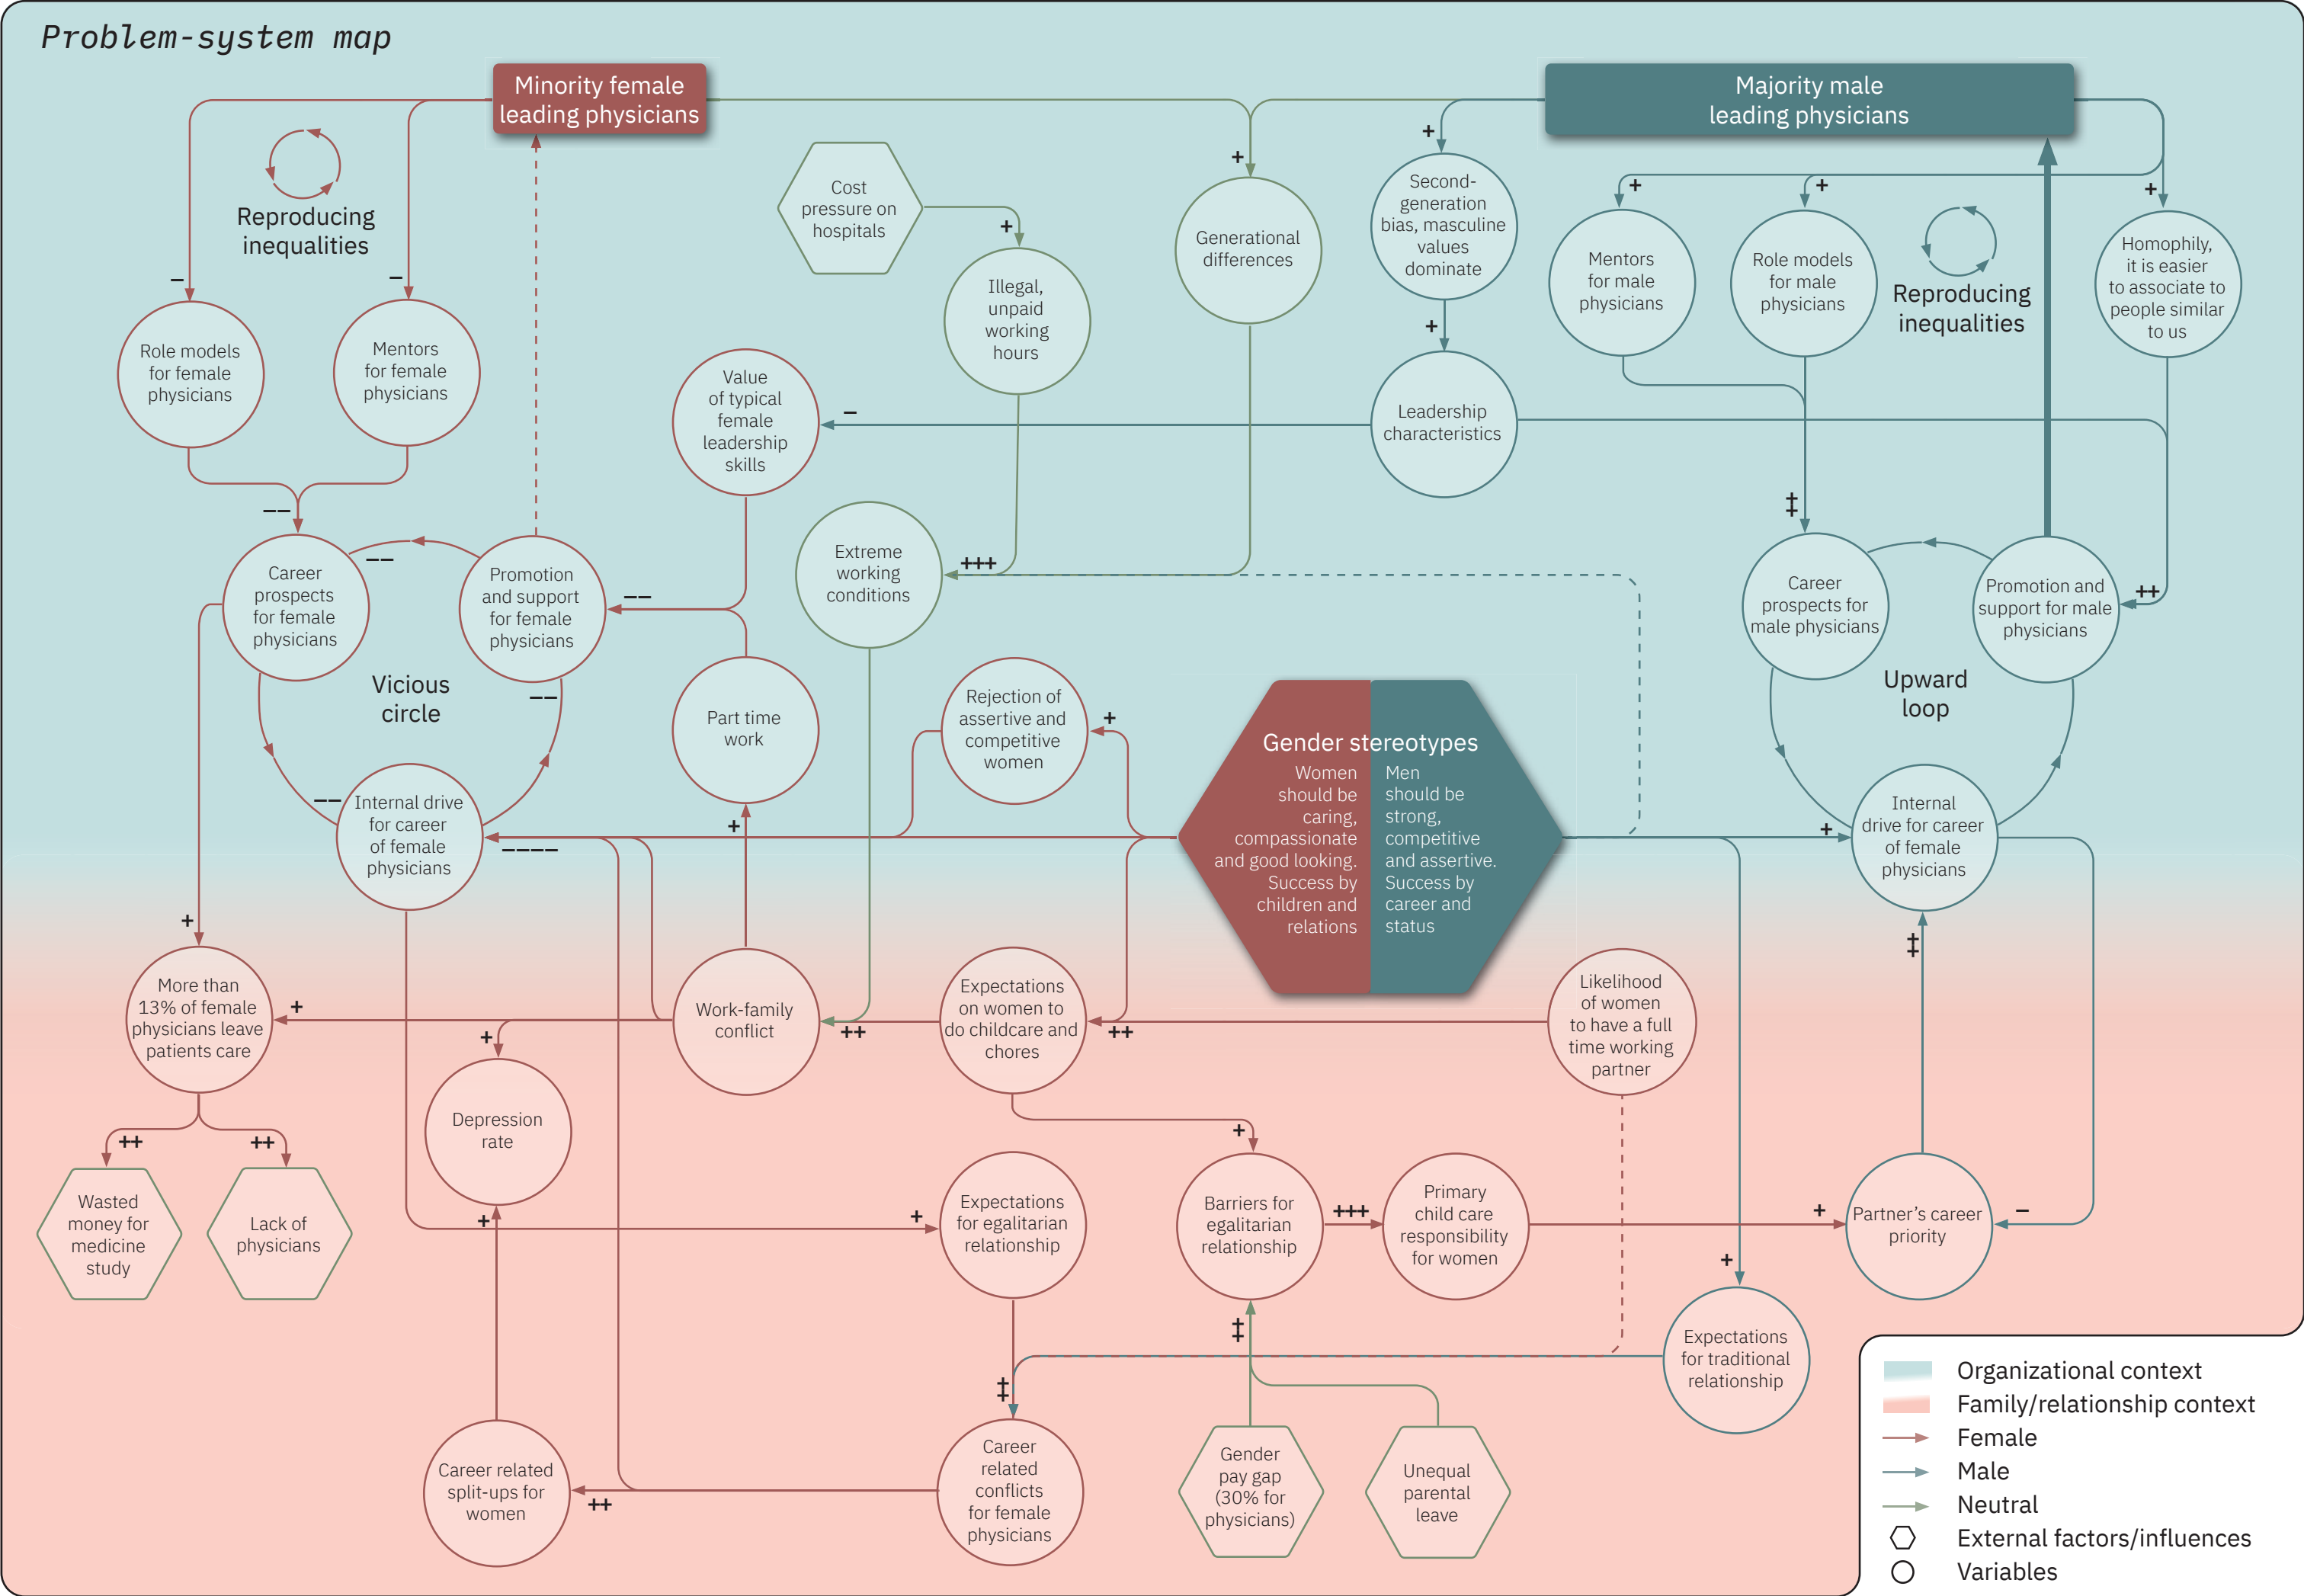 Problem-system map
Minority female
leading physicians
Majority male
leading physicians
Reproducing
inequalities
Cost
pressure on
hospitals
+
Illegal,
unpaid
working
hours
+
Generational
differences
+
Second-
generation
bias, masculine
values
dominate
+
Mentors
for male
physicians
+
Role models
for male
physicians
Reproducing
inequalities
+
Homophily,
it is easier
to associate to
people similar
to us
–
Role models
for female
physicians
–
Mentors
for female
physicians
Value
of typical
female
leadership
skills
–
+
Leadership
characteristics
––
Career
prospects
for female
physicians
––
Promotion
and support
for female
physicians
––
Extreme
working
conditions
+++
‡
Career
prospects for
male physicians
Promotion and
support for male
physicians
++
Vicious
circle
––
Part time
work
Rejection of
assertive and
competitive
women
+
Upward
loop
Gender stereotypes
Women
should be
caring,
compassionate
and good looking.
Success by
children and
relations
Men
should be
strong,
competitive
and assertive.
Success by
career and
status
––
Internal drive
for career
of female
physicians
––––
+
+
Internal
drive for career
of female
physicians
+
More than
13% of female
physicians leave
patients care
+
+
Work-family
conflict
++
Expectations
on women to
do childcare and
chores
++
Likelihood
of women
to have a full
time working
partner
‡
++
++
Wasted
money for
medicine
study
Lack of
physicians
Depression
rate
+
+
Expectations
for egalitarian
relationship
+
Barriers for
egalitarian
relationship
+++
Primary
child care
responsibility
for women
+
Partner's career
priority
–
+
Expectations
for traditional
relationship
‡
‡
Career related
split-ups for
women
++
Career
related
conflicts
for female
physicians
Gender
pay gap
(30% for
physicians)
Unequal
parental
leave
Organizational context
Family/relationship context
Female
Male
Neutral
External factors/influences
Variables